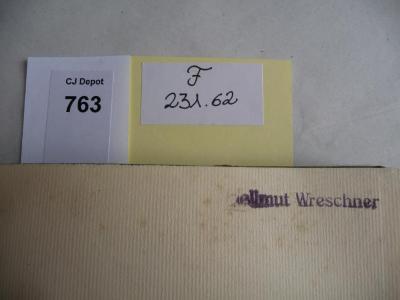 CJ Depot
763
F
231.62
Wreschner